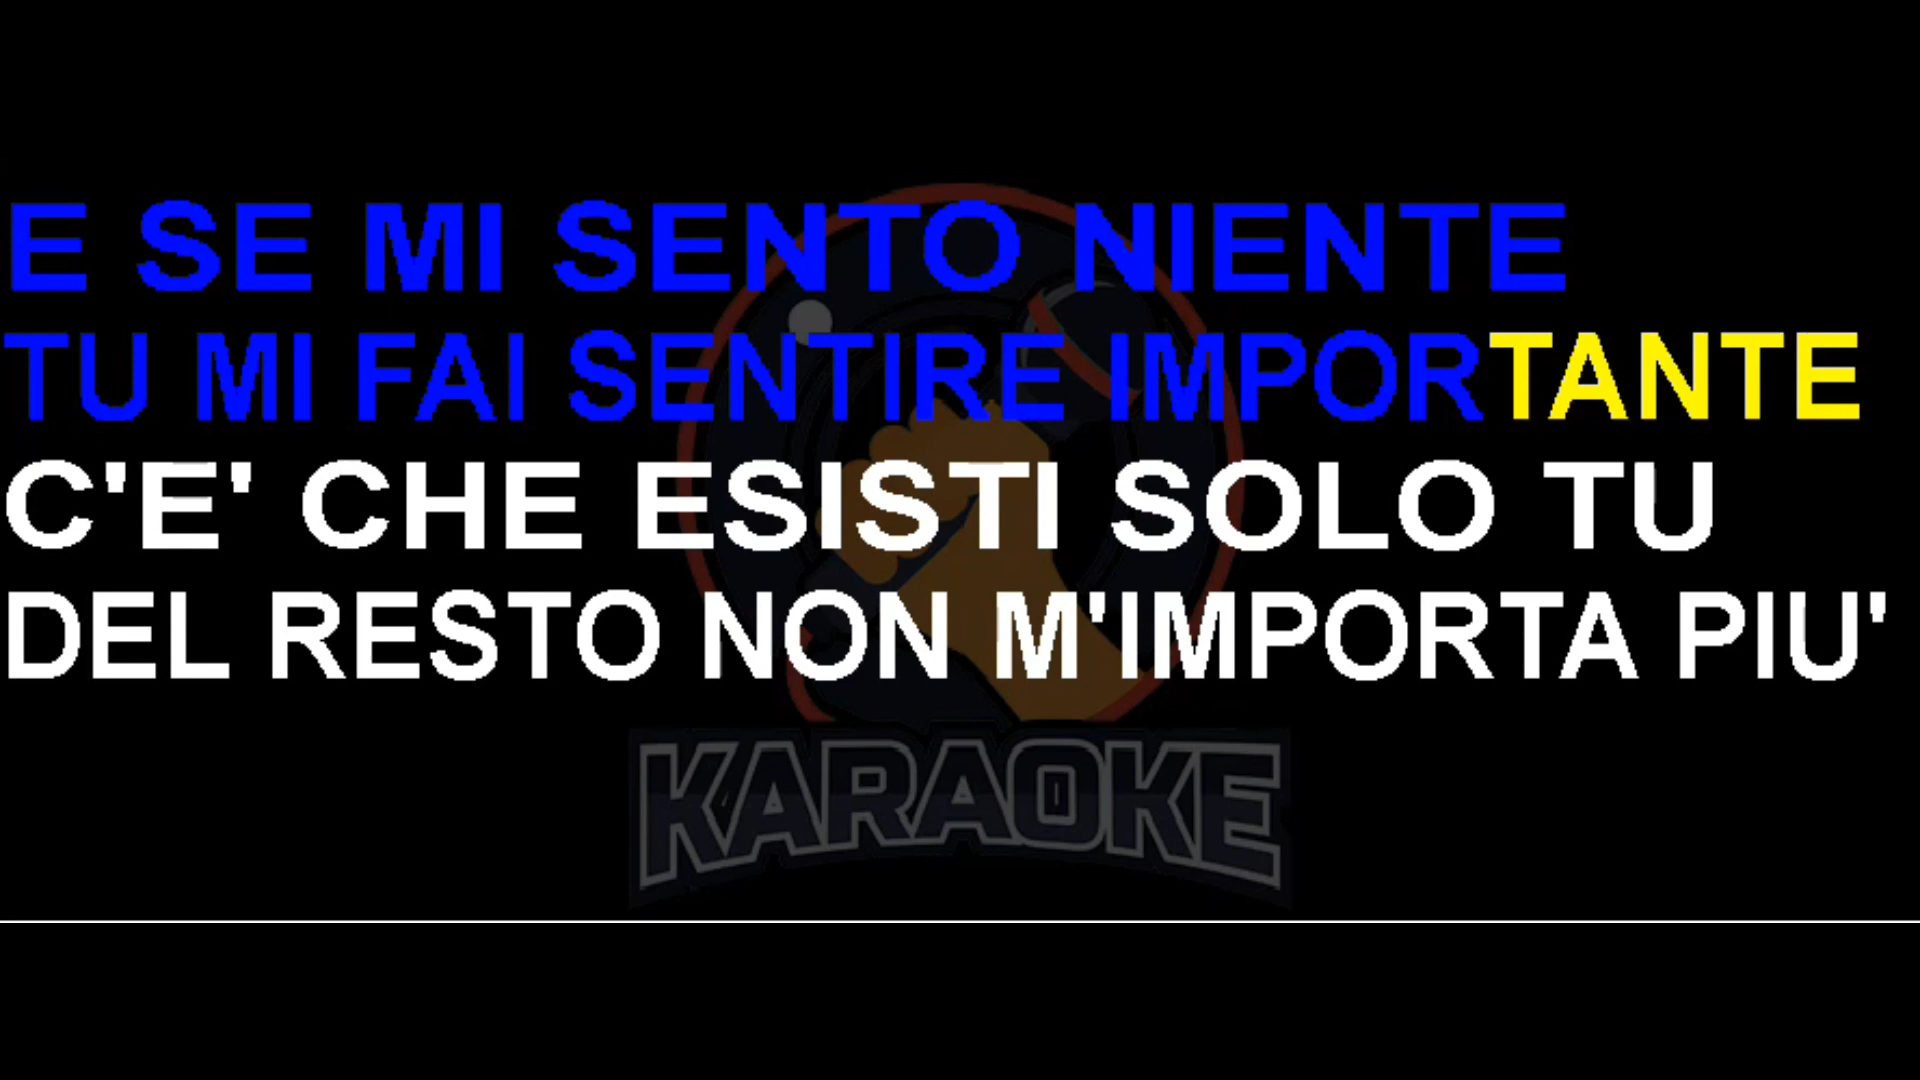 E SE MI SENTO NIENTE
TU MI FAI SENTIRE IMPORTANTE
C'E' CHE ESISTI SOLO TU
DEL RESTO NON M'IMPORTA PIU'
KARAOKE